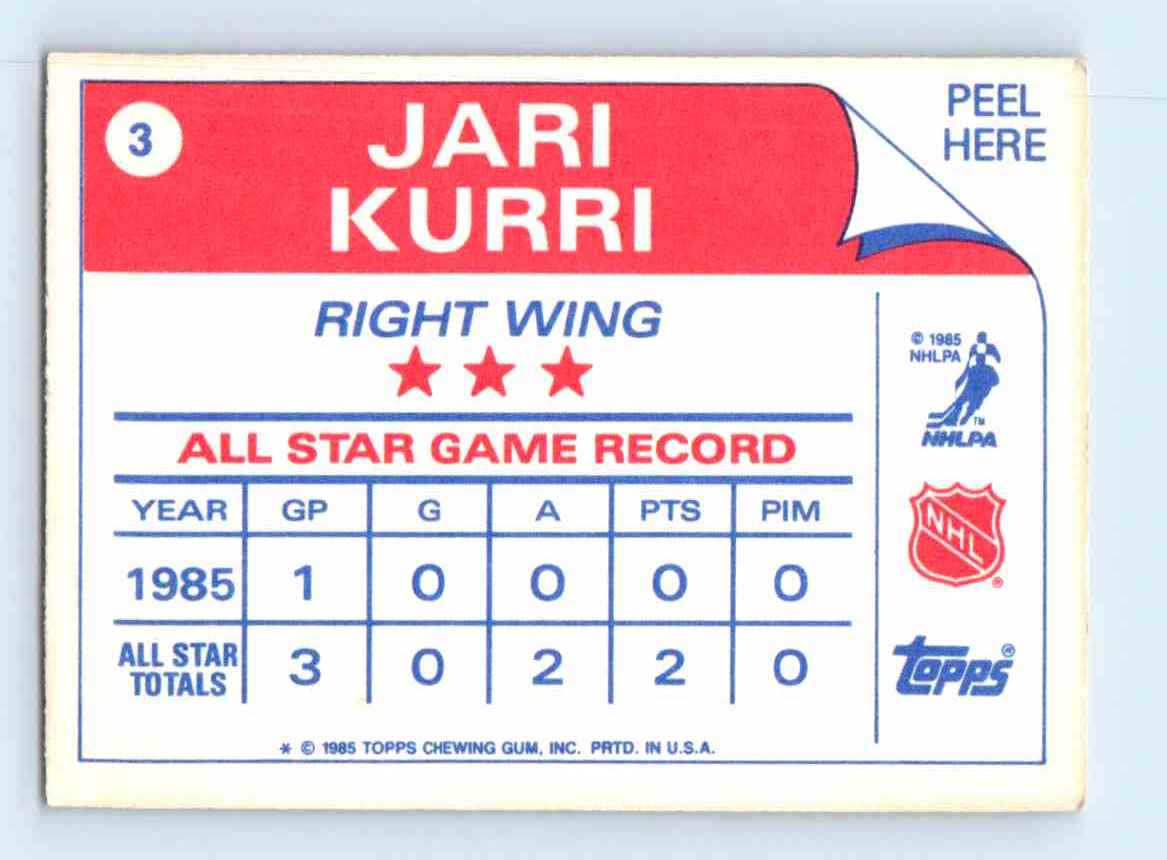 3
JARI
KURRI
PEEL
HERE
RIGHT WING
ALL STAR GAME RECORD
YEAR GP G A PTS PIM
1985 1 0 0 0 0
ALL STAR
TOTALS 3 0 2 2 0
* © 1985 TOPPS CHEWING GUM, INC. PRTD. IN U.S.A.
© 1985
NHLPA
TM
NHLPA
NHL ®
topps ®